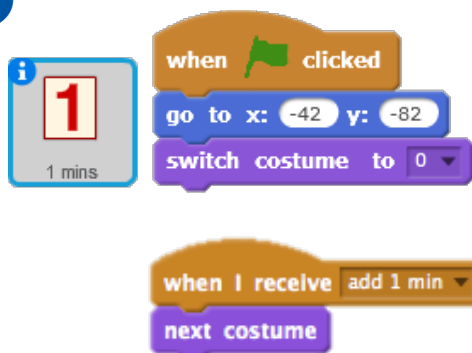 when clicked
i
1
go to x: -42 y: -82
switch costume to 0
1 mins
when I receive add 1 min
next costume